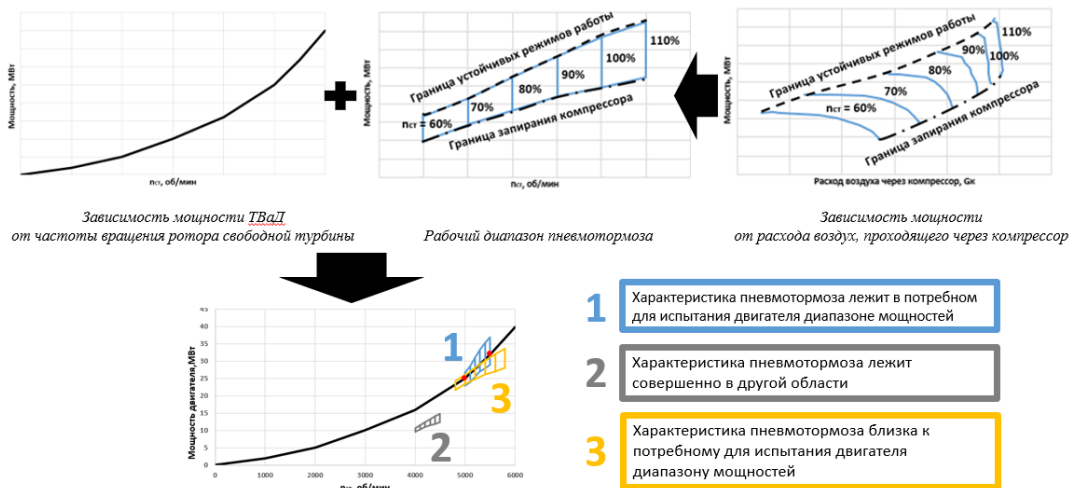 Мощность, МВт
nст, об/мин
Зависимость мощности ТВаД
от частоты вращения ротора свободной турбины
Мощность, МВт
Граница устойчивых режимов работы
110%
100%
90%
80%
70%
nст = 60%
Граница запирания компрессора
nст, об/мин
Рабочий диапазон пневмотормоза
Мощность, МВт
Граница устойчивых режимов работы
110%
100%
90%
80%
70%
nст = 60%
Граница запирания компрессора
Расход воздуха через компрессор, Gк
Зависимость мощности
от расхода воздух, проходящего через компрессор
Мощность двигателя,МВт
45
40
35
30
25
20
15
10
5
0
0 1000 2000 3000 4000 5000 6000
nст, об/мин
1
2
3
1
Характеристика пневмотормоза лежит в потребном
для испытания двигателя диапазоне мощностей
2
Характеристика пневмотормоза лежит
совершенно в другой области
3
Характеристика пневмотормоза близка к
потребному для испытания двигателя
диапазону мощностей